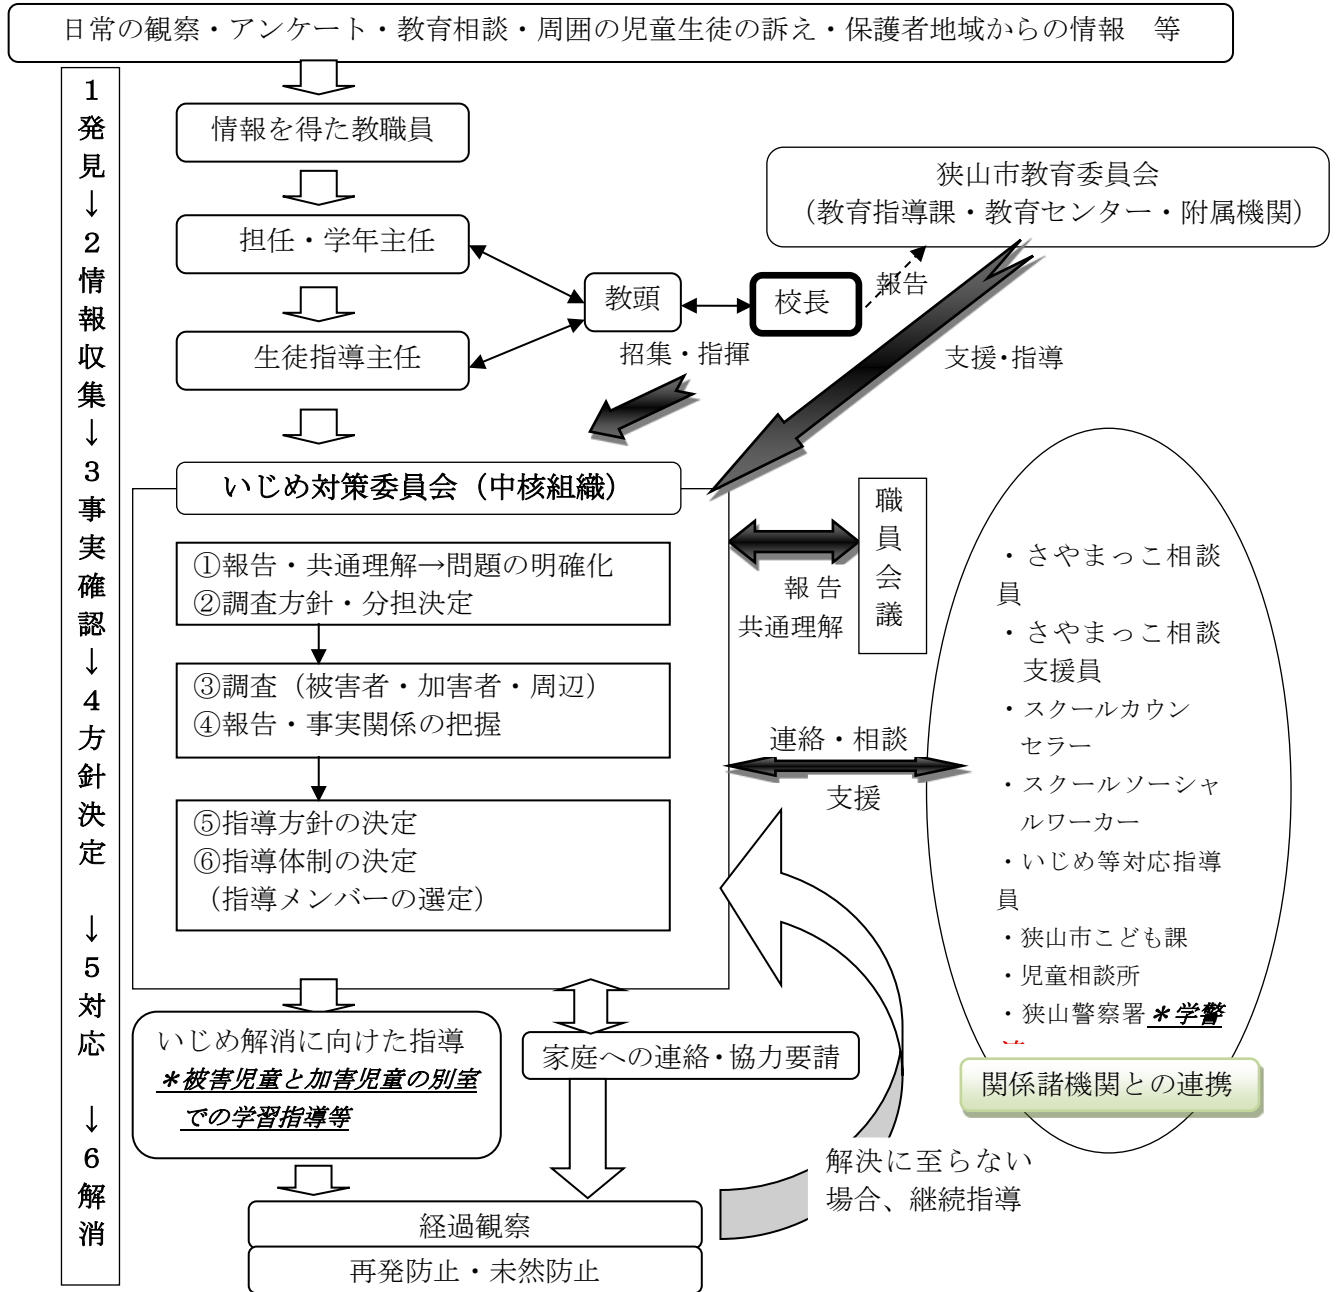 日常の観察・アンケート・教育相談・周囲の児童生徒の訴え・保護者地域からの情報　等
1発見↓2情報収集↓3事実確認↓4方針決定　↓5対応　↓6解消
情報を得た教職員
担任・学年主任
生徒指導主任
教頭
校長
報告
狭山市教育委員会
（教育指導課・教育センター・附属機関）
招集・指揮
支援・指導
いじめ対策委員会（中核組織）
①報告・共通理解→問題の明確化
②調査方針・分担決定
③調査（被害者・加害者・周辺）
④報告・事実関係の把握
⑤指導方針の決定
⑥指導体制の決定
（指導メンバーの選定）
職員会議
報告
共通理解
連絡・相談
支援
・さやまっこ相談
員
・さやまっこ相談
支援員
・スクールカウン
セラー
・スクールソーシャ
ルワーカー
・いじめ等対応指導
員
・狭山市こども課
・児童相談所
・狭山警察署＊学警
関係諸機関との連携
いじめ解消に向けた指導
＊被害児童と加害児童の別室
での学習指導等
家庭への連絡・協力要請
経過観察
再発防止・未然防止
解決に至らない
場合、継続指導